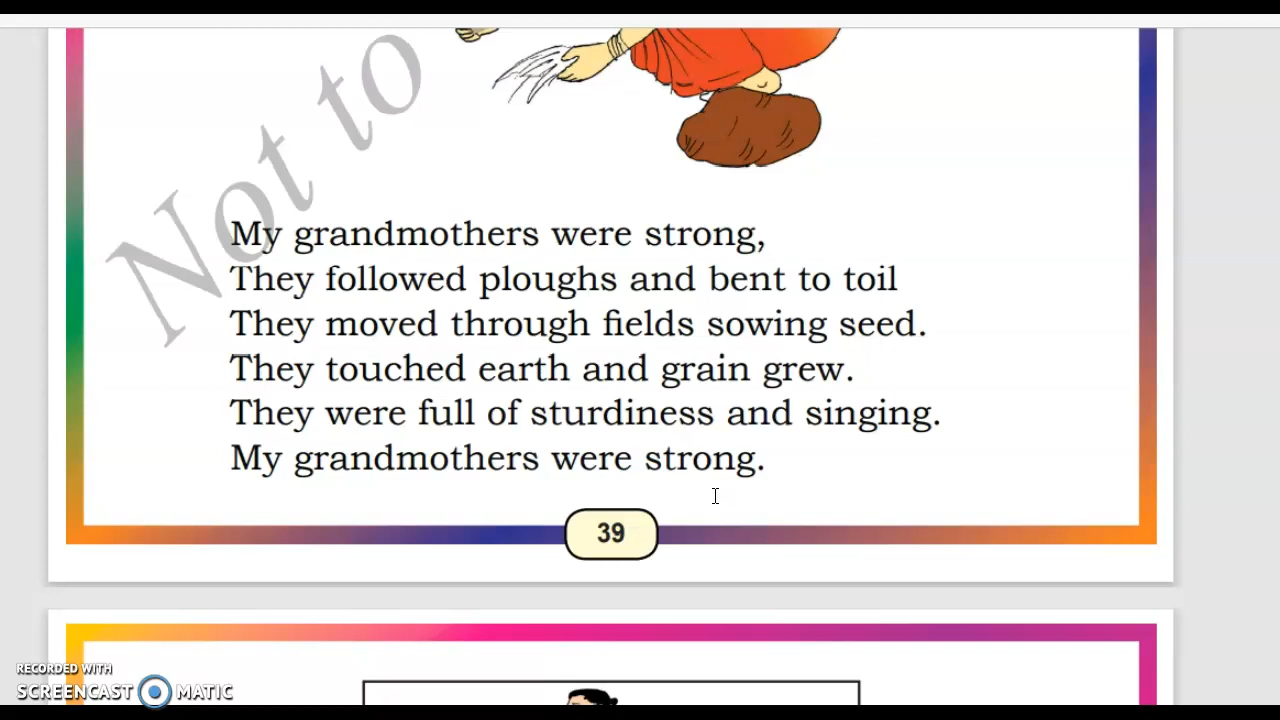 Not to
My grandmothers were strong,
They followed ploughs and bent to toil
They moved through fields sowing seed.
They touched earth and grain grew.
They were full of sturdiness and singing.
My grandmothers were strong.
39
RECORDED WITH
SCREENCAST MATIC